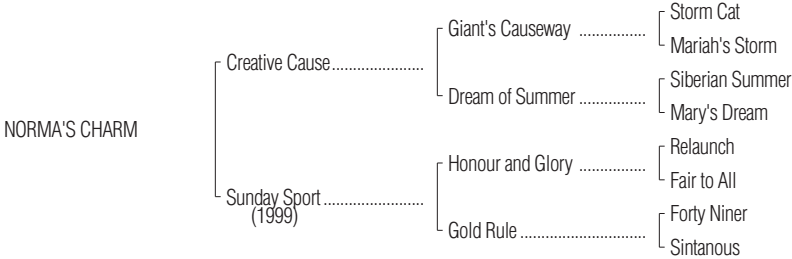 Storm Cat
Giant's Causeway ................
Mariah's Storm
Creative Cause......................
Siberian Summer
Dream of Summer ................
Mary's Dream
NORMA'S CHARM
Relaunch
Honour and Glory ................
Fair to All
Sunday Sport ........................
(1999)
Forty Niner
Gold Rule ..............................
Sintanous